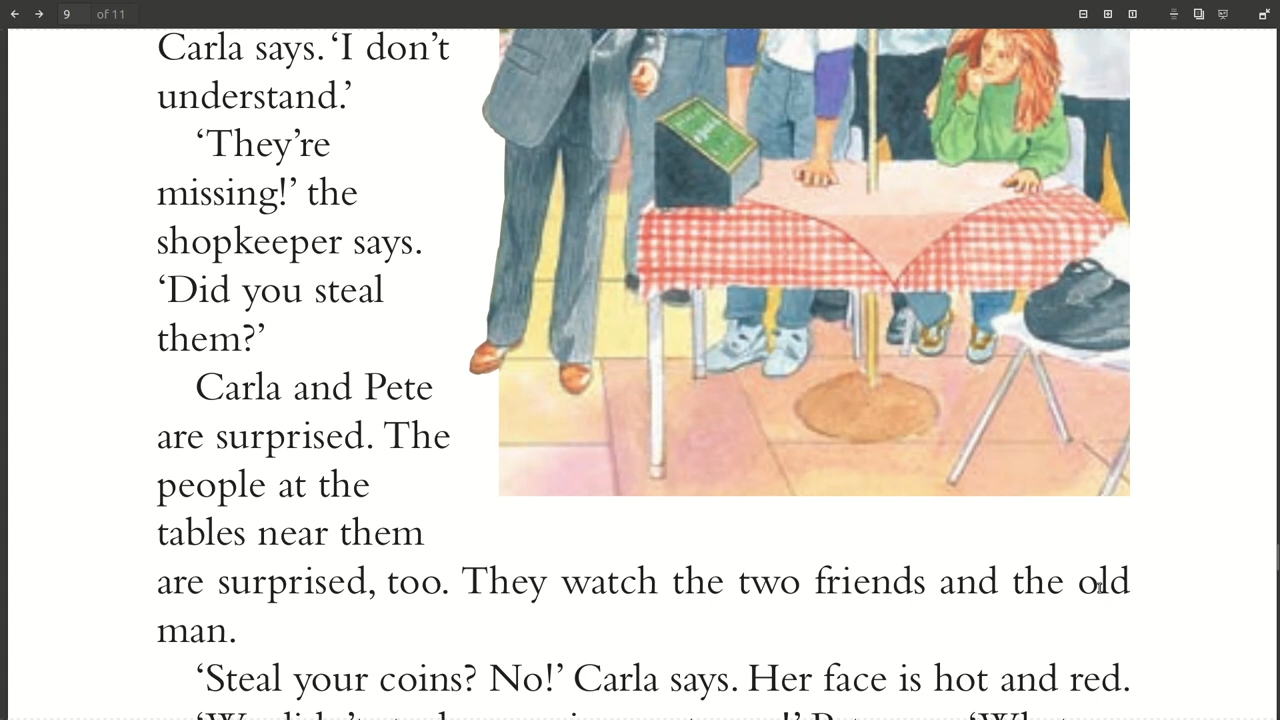 9 of 11
Carla says. ‘I don’t
understand.’
‘They’re
missing!’ the
shopkeeper says.
‘Did you steal
them?’
Carla and Pete
are surprised. The
people at the
tables near them
are surprised, too. They watch the two friends and the old
man.
‘Steal your coins? No!’ Carla says. Her face is hot and red.